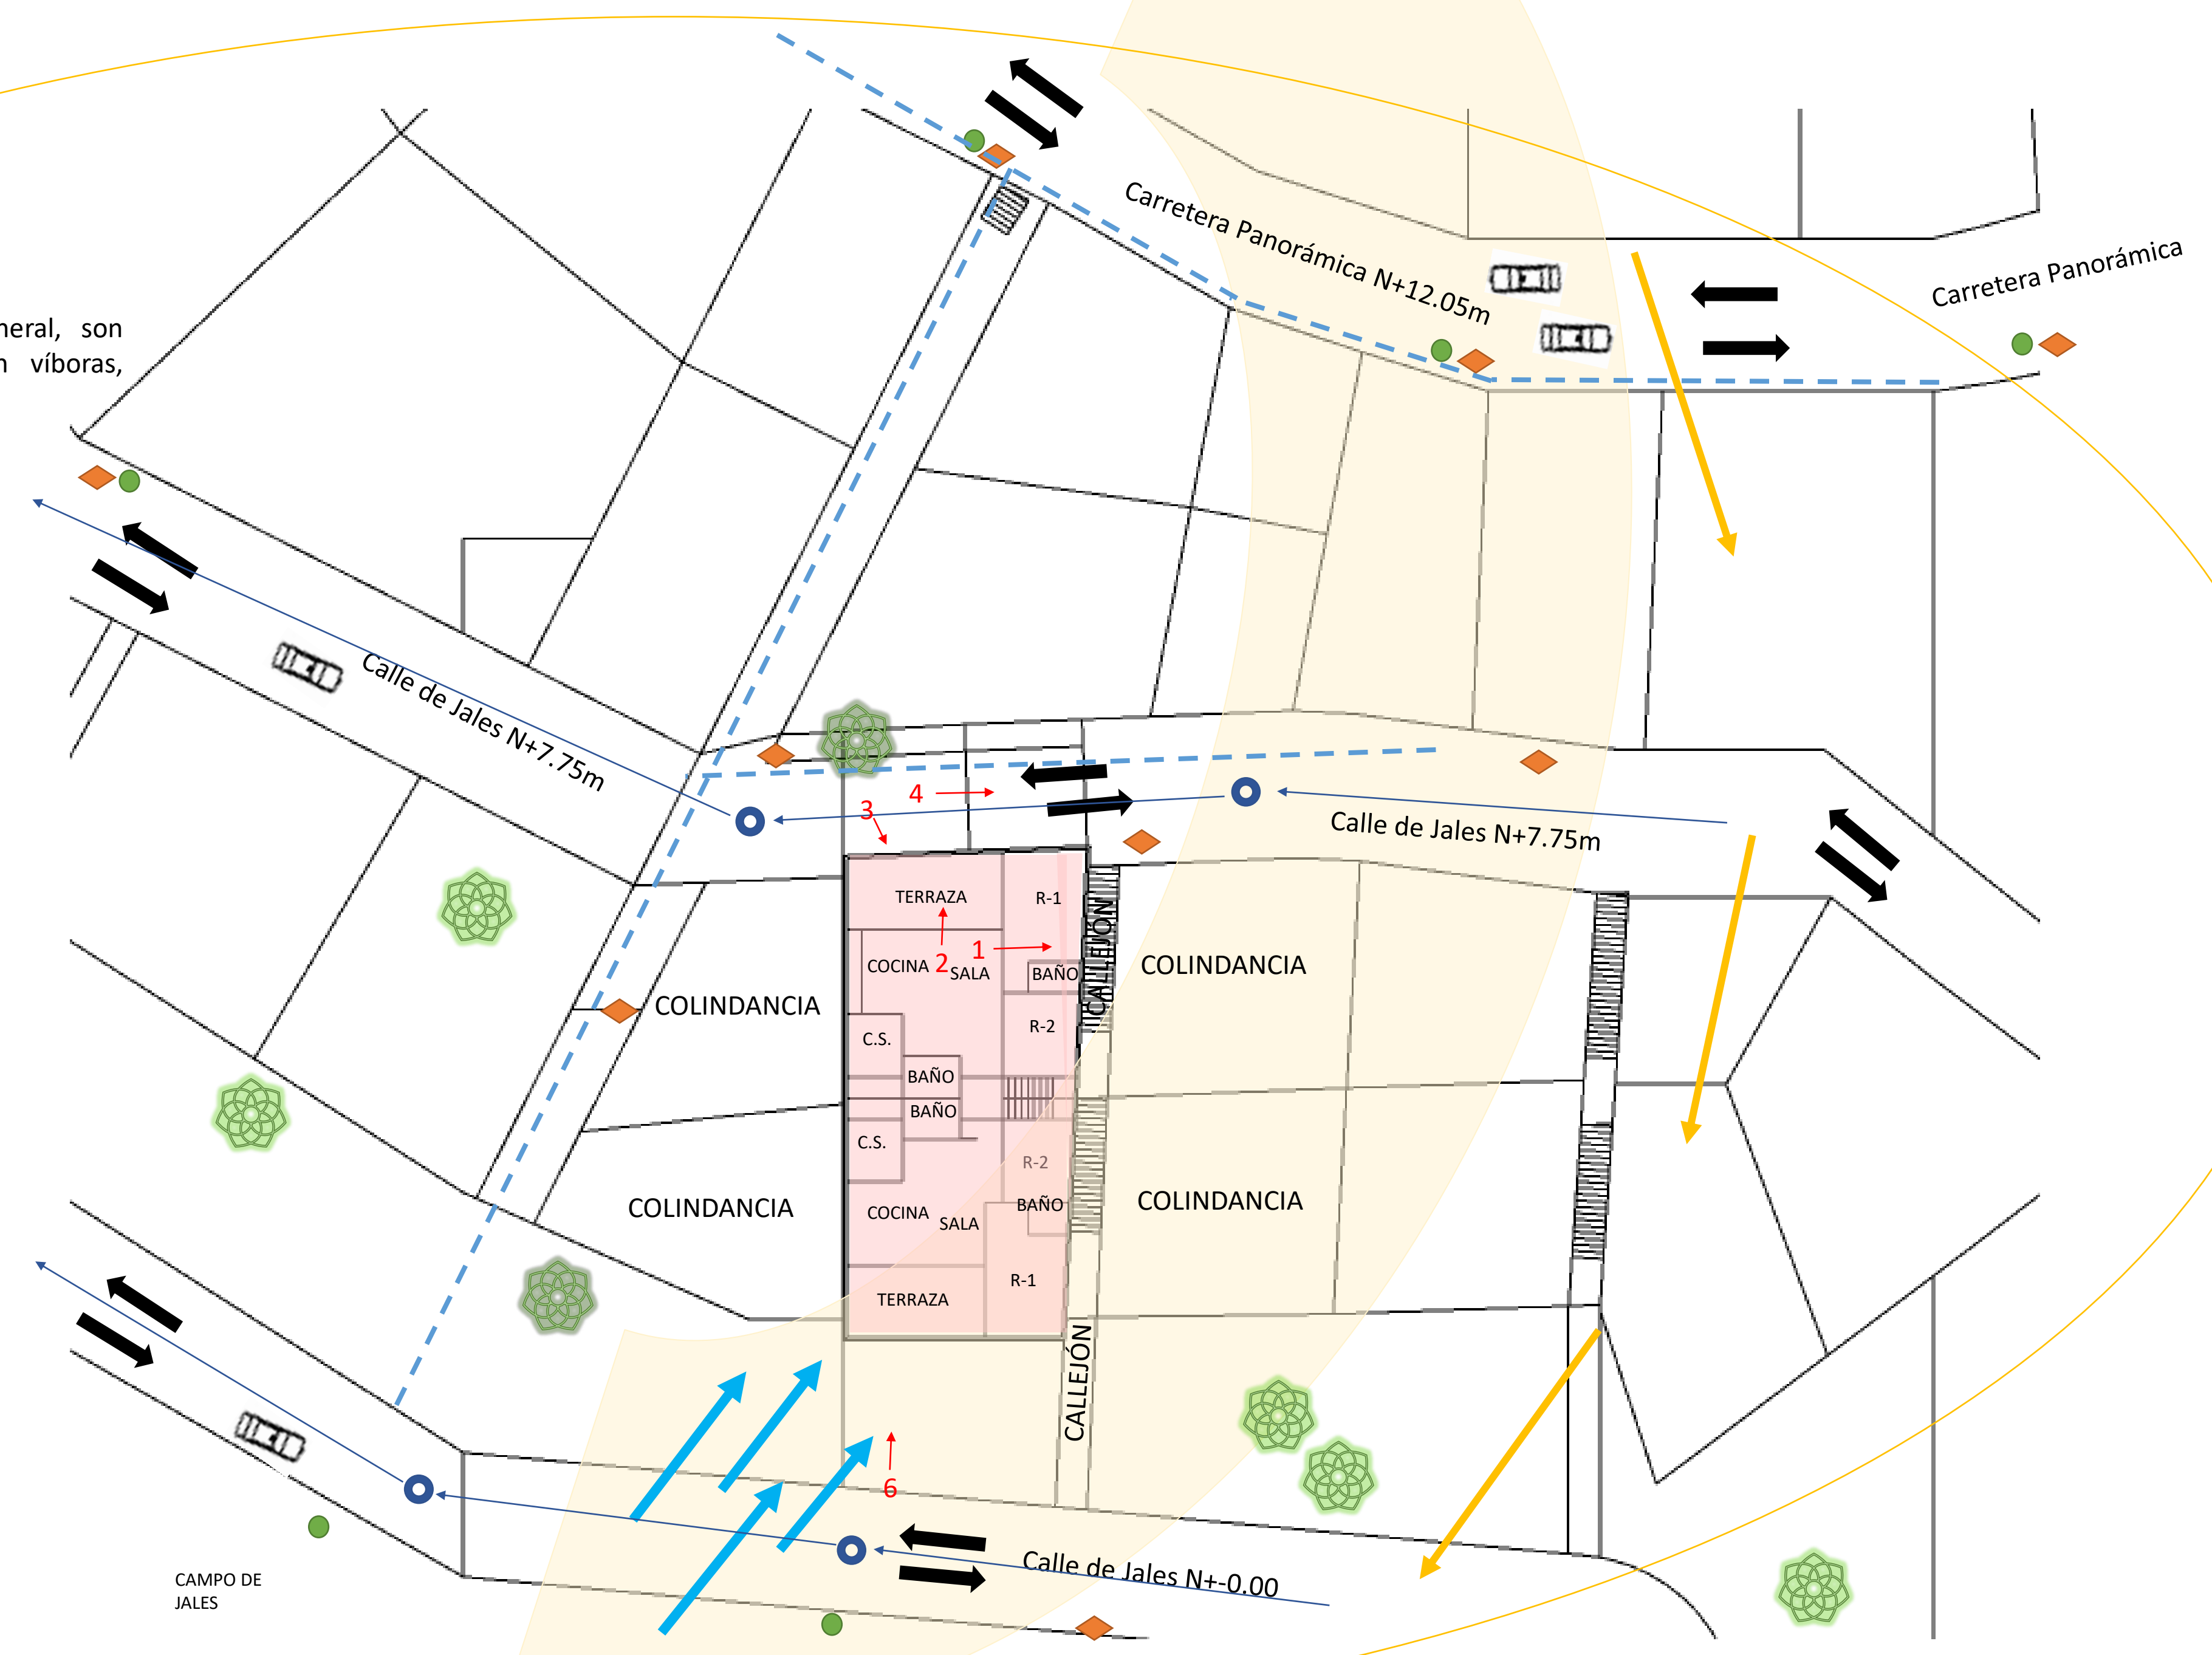 Carretera Panorámica N+12.05m
Carretera Panorámica
neral, son
n víboras,
Calle de Jales N+7.75m
4
3
Calle de Jales N+7.75m
TERRAZA
R-1
CALLEJÓN
2
1
COCINA
SALA
BAÑO
COLINDANCIA
COLINDANCIA
R-2
C.S.
BAÑO
BAÑO
C.S.
R-2
COLINDANCIA
COCINA
SALA
BAÑO
COLINDANCIA
R-1
TERRAZA
CALLEJÓN
6
Calle de Jales N+-0.00
CAMPO DE
JALES